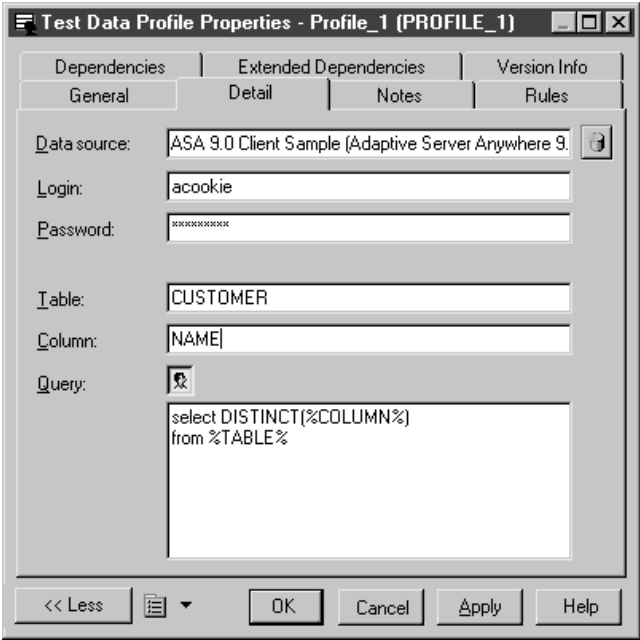 Test Data Profile Properties - Profile_1 (PROFILE_1)
Dependencies Extended Dependencies Version Info
General Detail Notes Rules
Data source: ASA 9.0 Client Sample (Adaptive Server Anywhere 9.
Login: acookie
Password: *********
Table: CUSTOMER
Column: NAME
Query:
select DISTINCT(%COLUMN%)
from %TABLE%
<< Less OK Cancel Apply Help